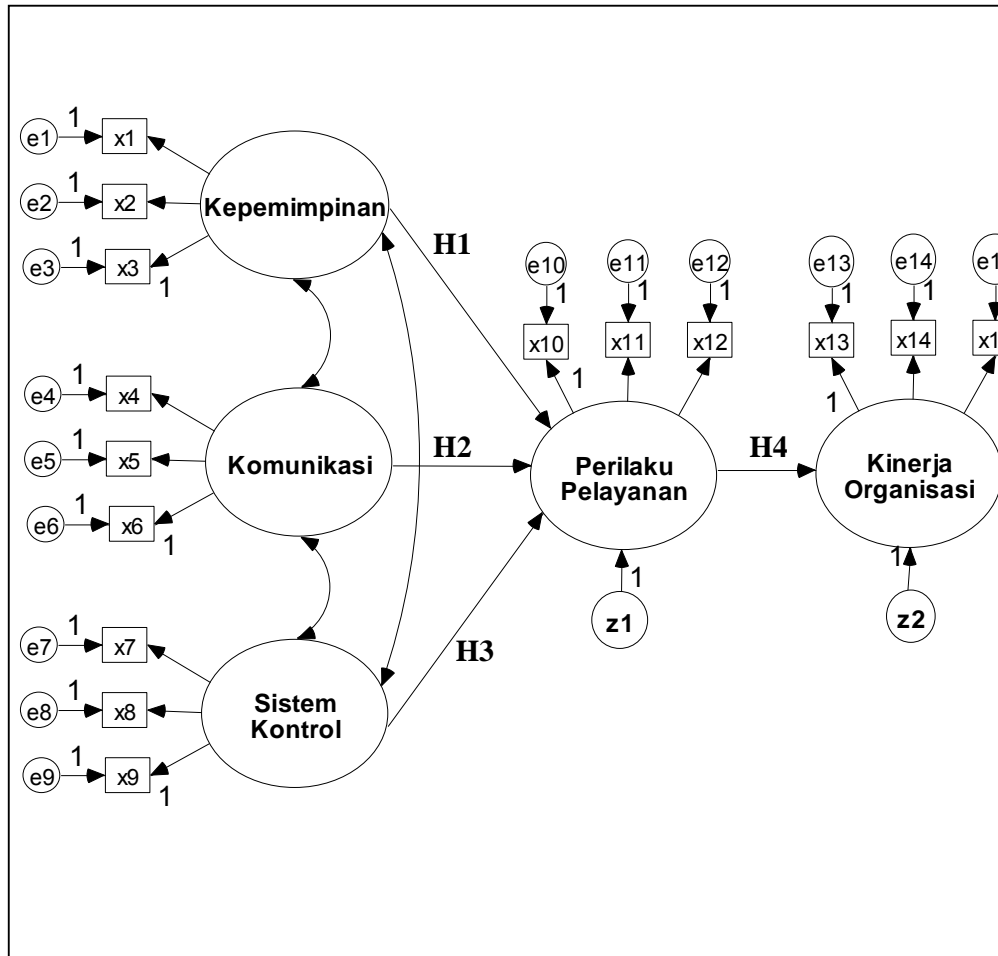 e1 1 x1
e2 1 x2
e3 1 x3 1
Kepemimpinan
H1
e4 1 x4
e5 1 x5
e6 1 x6 1
Komunikasi
H2
e7 1 x7
e8 1 x8
e9 1 x9 1
Sistem
Kontrol
H3
e10 e11 e12
1 1 1
x10 x11 x12
1
Perilaku
Pelayanan
1
z1
H4
e13 e14
1 1 1
x13 x14
1
Kinerja
Organisasi
1
z2